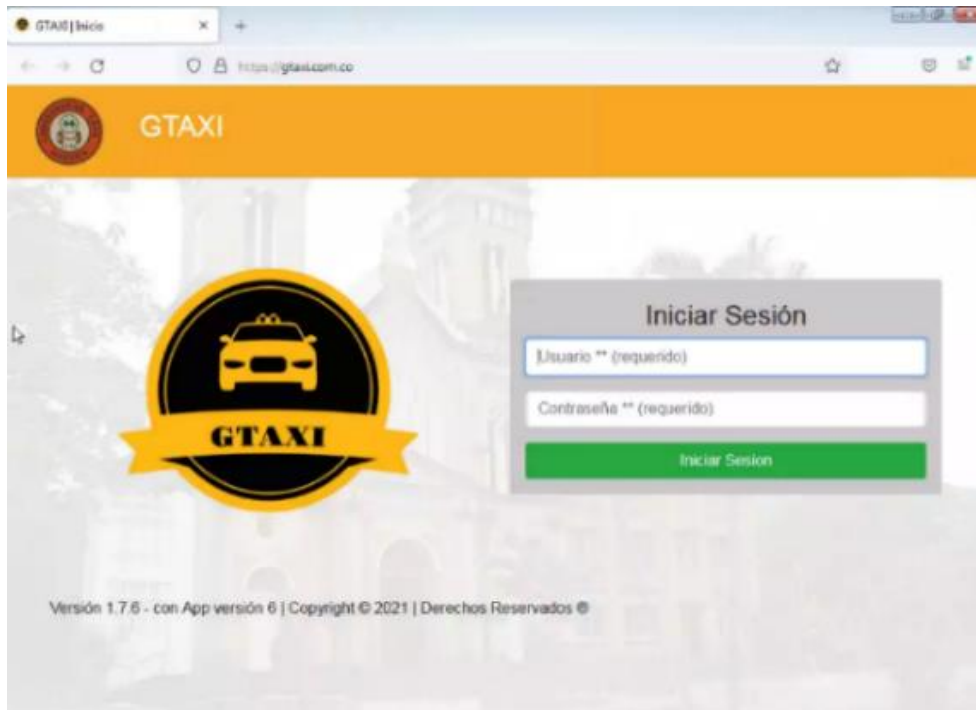 GTAXI | Inicio
https://gtaxi.com.co
GTAXI
GTAXI
Iniciar Sesión
Usuario ** (requerido)
Contraseña ** (requerido)
Iniciar Sesion
Versión 1.7.6 - con App versión 6 | Copyright © 2021 | Derechos Reservados ®